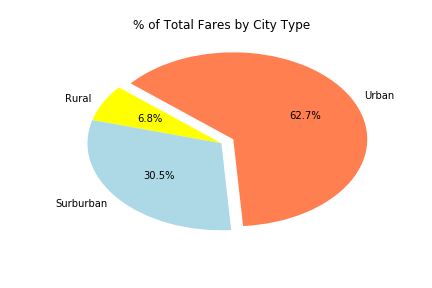 % of Total Fares by City Type
Urban
Rural
6.8%
62.7%
30.5%
Surburban